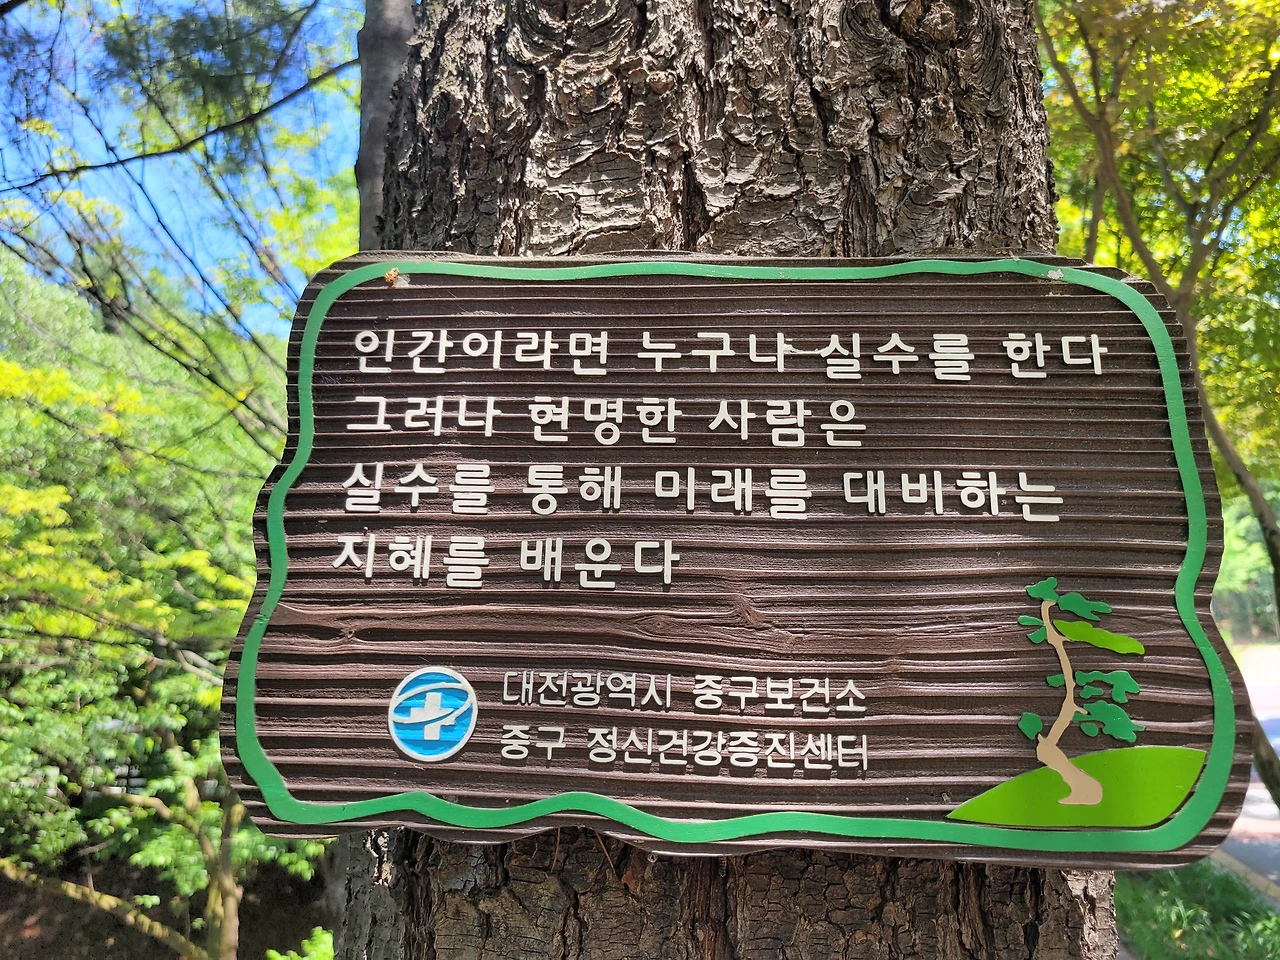 인간이라면 누구나 실수를 한다
그러나 현명한 사람은
실수를 통해 미래를 대비하는
지혜를 배운다
대전광역시 중구보건소
중구 정신건강증진센터